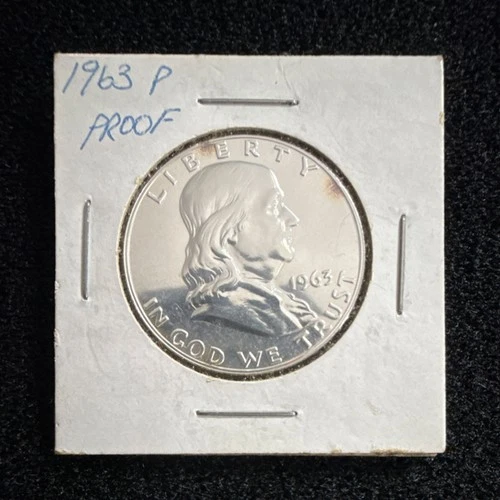 1963 P
PROOF
LIBERTY
1963
IN GOD WE TRUST